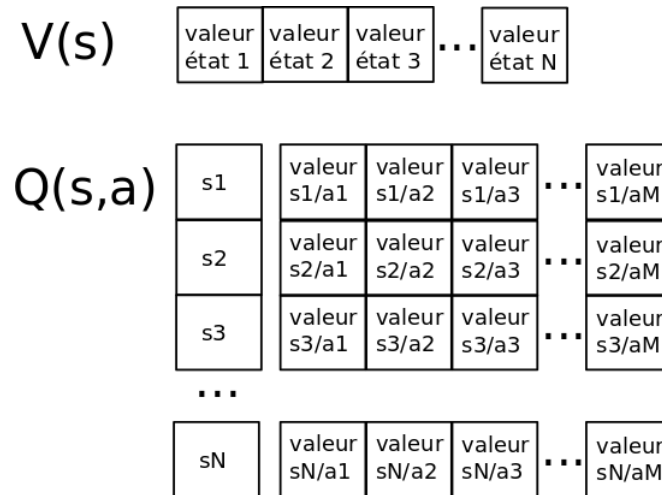 V(s)
valeur état 1
valeur état 2
valeur état 3
...
valeur état N
Q(s,a)
s1
valeur s1/a1
valeur s1/a2
valeur s1/a3
...
valeur s1/aM
s2
valeur s2/a1
valeur s2/a2
valeur s2/a3
...
valeur s2/aM
s3
valeur s3/a1
valeur s3/a2
valeur s3/a3
...
valeur s3/aM
...
sN
valeur sN/a1
valeur sN/a2
valeur sN/a3
...
valeur sN/aM